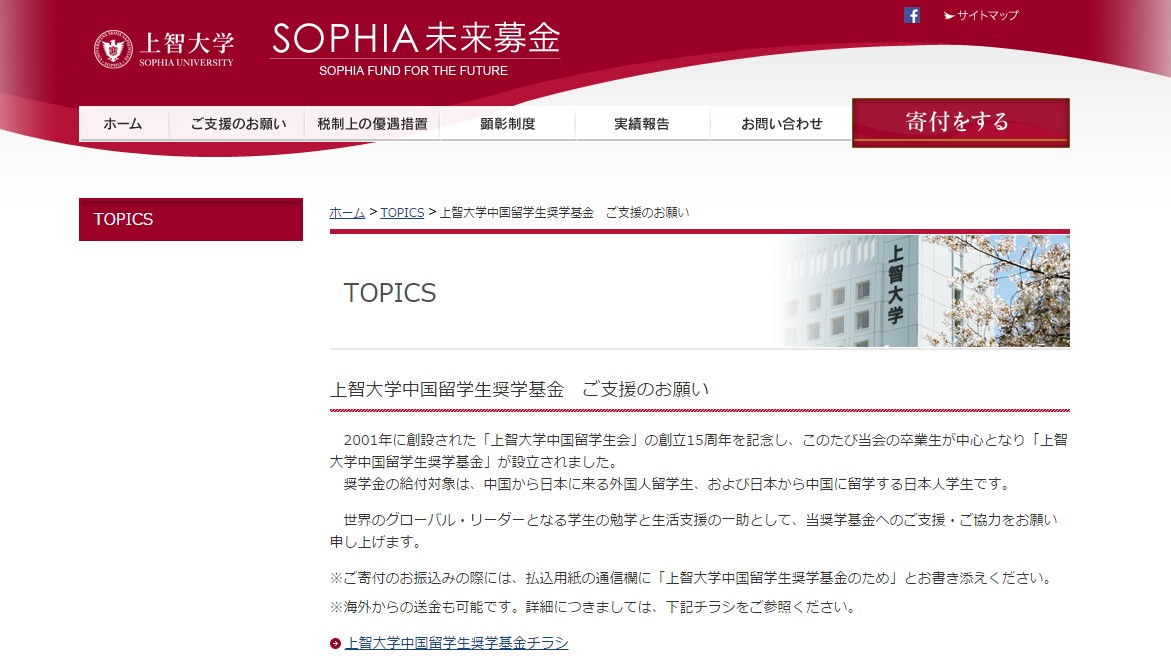 サイトマップ
上智大学
SOPHIA UNIVERSITY
SOPHIA 未来募金
SOPHIA FUND FOR THE FUTURE
ホーム
ご支援のお願い
税制上の優遇措置
顕彰制度
実績報告
お問い合わせ
寄付をする
TOPICS
ホーム > TOPICS > 上智大学中国留学生奨学基金　ご支援のお願い
TOPICS
上智大学
上智大学中国留学生奨学基金　ご支援のお願い
2001年に創設された「上智大学中国留学生会」の創立15周年を記念し、このたび当会の卒業生が中心となり「上智
大学中国留学生奨学基金」が設立されました。
奨学金の給付対象は、中国から日本に来る外国人留学生、および日本から中国に留学する日本人学生です。
世界のグローバル・リーダーとなる学生の勉学と生活支援の一助として、当奨学基金へのご支援・ご協力をお願い
申し上げます。
※ご寄付のお振込みの際には、払込用紙の通信欄に「上智大学中国留学生奨学基金のため」とお書き添えください。
※海外からの送金も可能です。詳細につきましては、下記チラシをご参照ください。
上智大学中国留学生奨学基金チラシ